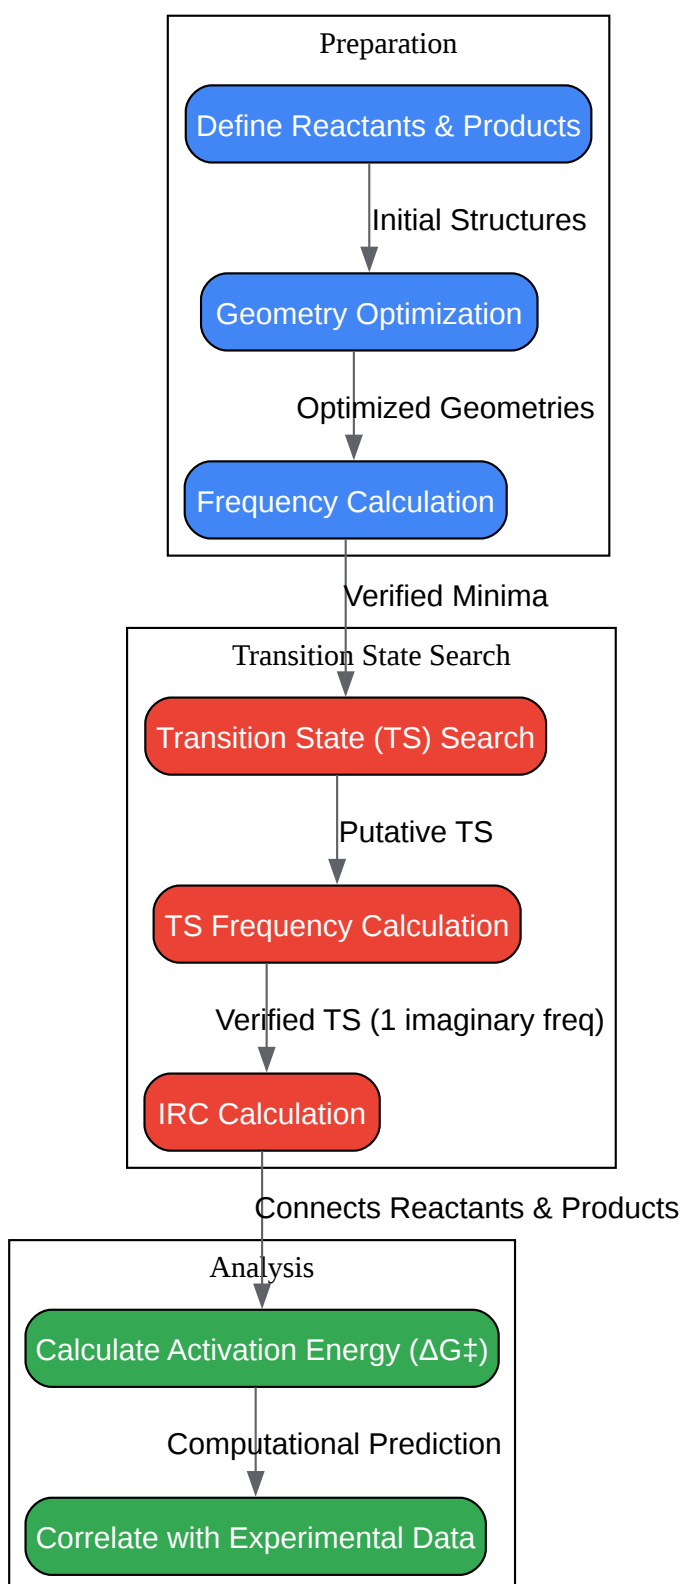 Preparation
Define Reactants & Products
Initial Structures
Geometry Optimization
Optimized Geometries
Frequency Calculation
Verified Minima
Transition State Search
Transition State (TS) Search
Putative TS
TS Frequency Calculation
Verified TS (1 imaginary freq)
IRC Calculation
Connects Reactants & Products
Analysis
Calculate Activation Energy (ΔG‡)
Computational Prediction
Correlate with Experimental Data